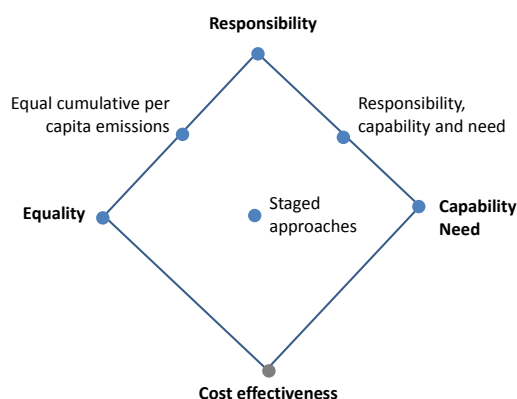 Responsibility
Equal cumulative per
capita emissions
Responsibility,
capability and need
Equality
Staged
approaches
Capability
Need
Cost effectiveness